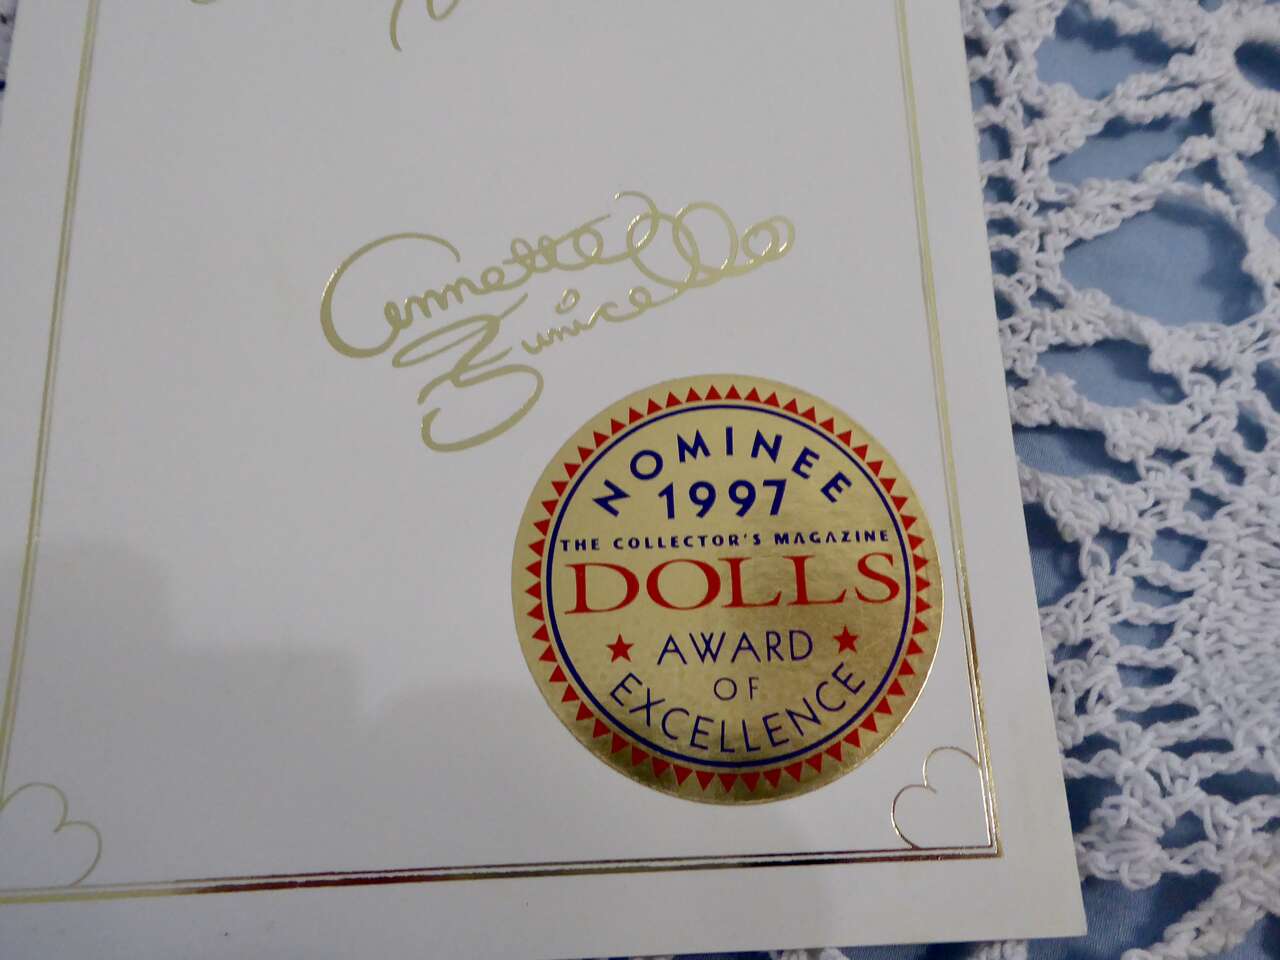 Annette
Funicello
NOMINEE
1997
THE COLLECTOR'S MAGAZINE
DOLLS
AWARD
OF
EXCELLENCE